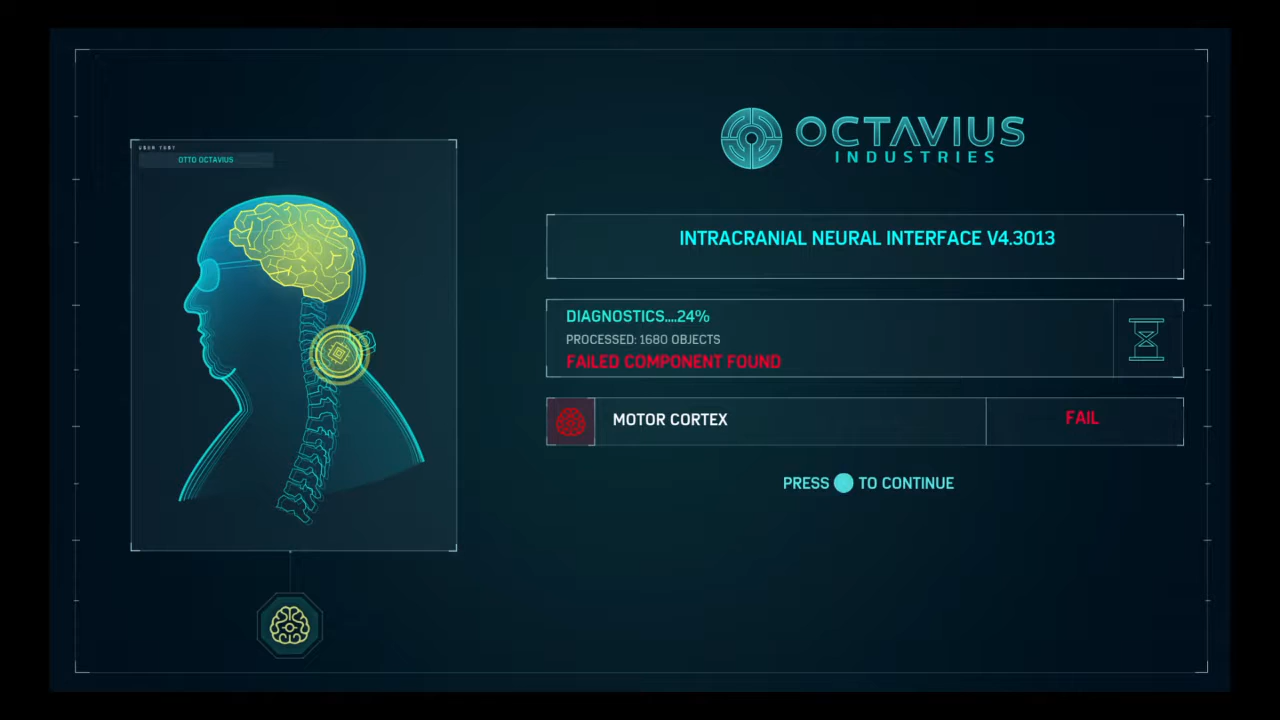 OTTO OCTAVIUS
OCTAVIUS
INDUSTRIES
INTRACRANIAL NEURAL INTERFACE V4.3013
DIAGNOSTICS....24%
PROCESSED: 1680 OBJECTS
FAILED COMPONENT FOUND
MOTOR CORTEX
FAIL
PRESS TO CONTINUE